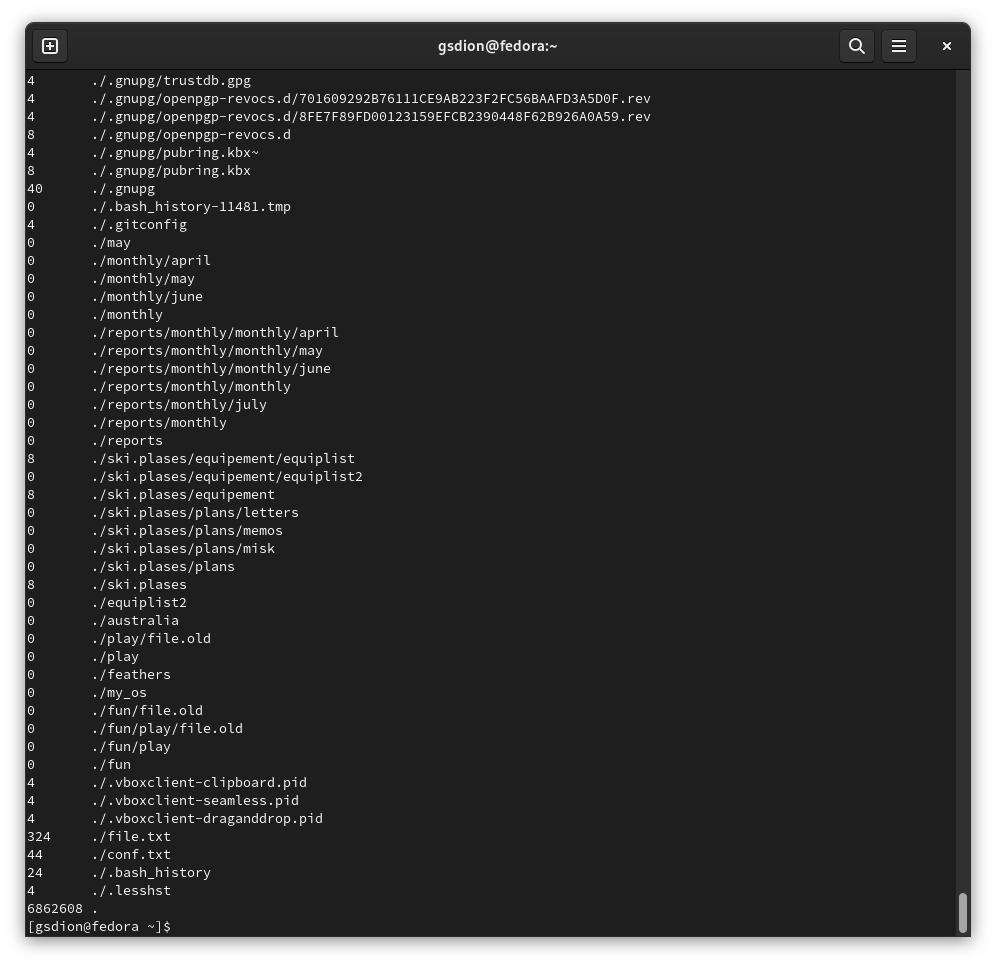 gsdion@fedora:~
4 ./.gnupg/trustdb.gpg
4 ./.gnupg/openpgp-revocs.d/701609292B76111CE9AB223F2FC56BAAFD3A5D0F.rev
4 ./.gnupg/openpgp-revocs.d/8FE7F89FD00123159EFCB2390448F62B926A0A59.rev
8 ./.gnupg/openpgp-revocs.d
4 ./.gnupg/pubring.kbx~
8 ./.gnupg/pubring.kbx
40 ./.gnupg
0 ./.bash_history-11481.tmp
4 ./.gitconfig
0 ./may
0 ./monthly/april
0 ./monthly/may
0 ./monthly/june
0 ./monthly
0 ./reports/monthly/monthly/april
0 ./reports/monthly/monthly/may
0 ./reports/monthly/monthly/june
0 ./reports/monthly/monthly
0 ./reports/monthly/july
0 ./reports/monthly
0 ./reports
8 ./ski.plases/equipement/equiplist
0 ./ski.plases/equipement/equiplist2
8 ./ski.plases/equipement
0 ./ski.plases/plans/letters
0 ./ski.plases/plans/memos
0 ./ski.plases/plans/misk
0 ./ski.plases/plans
8 ./ski.plases
0 ./equiplist2
0 ./australia
0 ./play/file.old
0 ./play
0 ./feathers
0 ./my_os
0 ./fun/file.old
0 ./fun/play/file.old
0 ./fun/play
0 ./fun
4 ./.vboxclient-clipboard.pid
4 ./.vboxclient-seamless.pid
4 ./.vboxclient-draganddrop.pid
324 ./file.txt
44 ./conf.txt
24 ./.bash_history
4 ./.lesshst
6862608 .
[gsdion@fedora ~]$